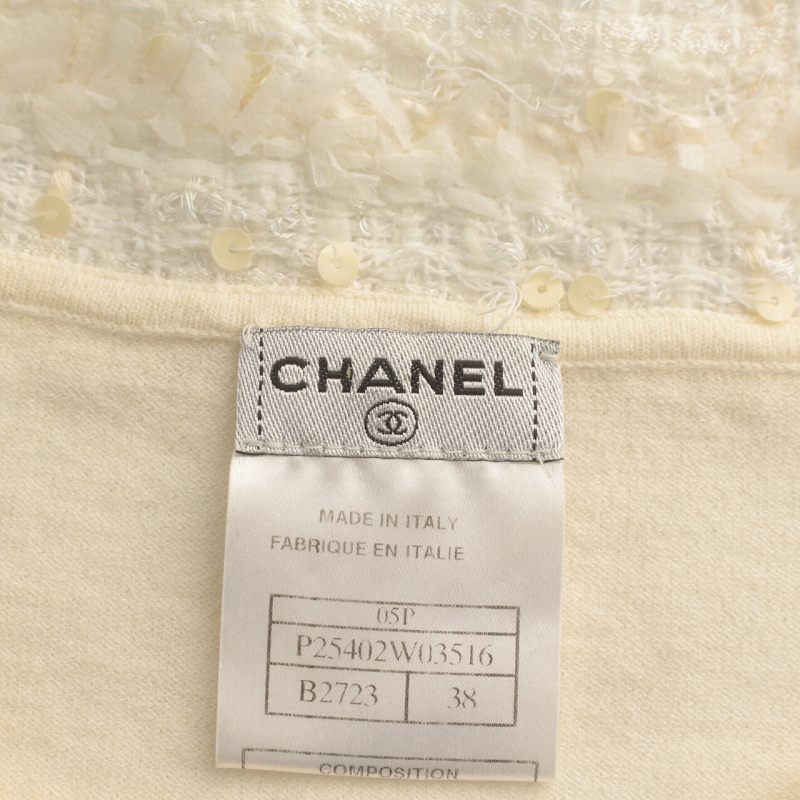 CHANEL
MADE IN ITALY
FABRIQUE EN ITALIE
05P
P25402W03516
B2723 38
COMPOSITION